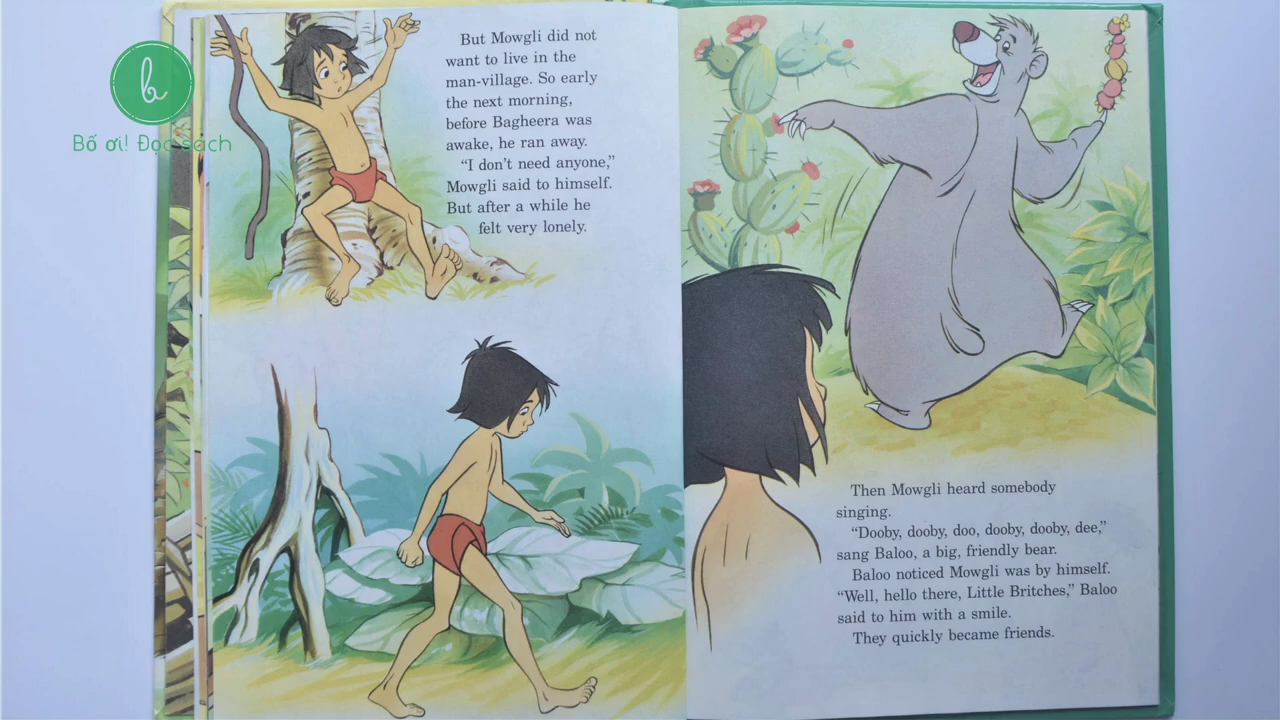 b
Bố ơi! Đọc sách
But Mowgli did not
want to live in the
man-village. So early
the next morning,
before Bagheera was
awake, he ran away.
“I don’t need anyone,”
Mowgli said to himself.
But after a while he
felt very lonely.
Then Mowgli heard somebody
singing.
“Dooby, dooby, doo, dooby, dooby, dee,”
sang Baloo, a big, friendly bear.
Baloo noticed Mowgli was by himself.
“Well, hello there, Little Britches,” Baloo
said to him with a smile.
They quickly became friends.